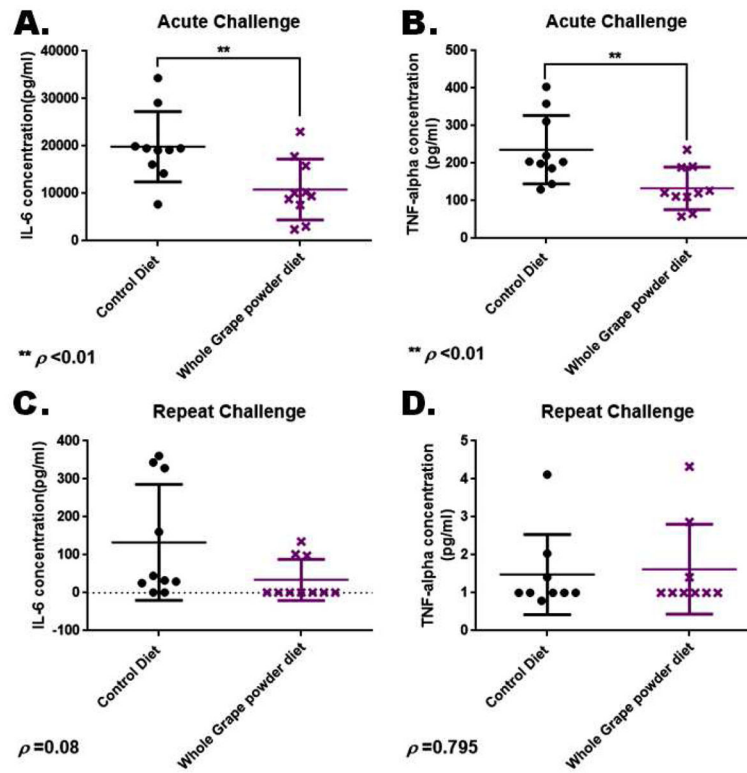 A.
Acute Challenge
**
IL-6 concentration(pg/ml)
40000
30000
20000
10000
0
Control Diet
Whole Grape powder diet
** ρ <0.01
B.
Acute Challenge
**
TNF-alpha concentration
(pg/ml)
500
400
300
200
100
0
Control Diet
Whole Grape powder diet
** ρ <0.01
C.
Repeat Challenge
IL-6 concentration(pg/ml)
400
300
200
100
0
-100
Control Diet
Whole Grape powder diet
ρ =0.08
D.
Repeat Challenge
TNF-alpha concentration
(pg/ml)
5
4
3
2
1
0
Control Diet
Whole Grape powder diet
ρ =0.795